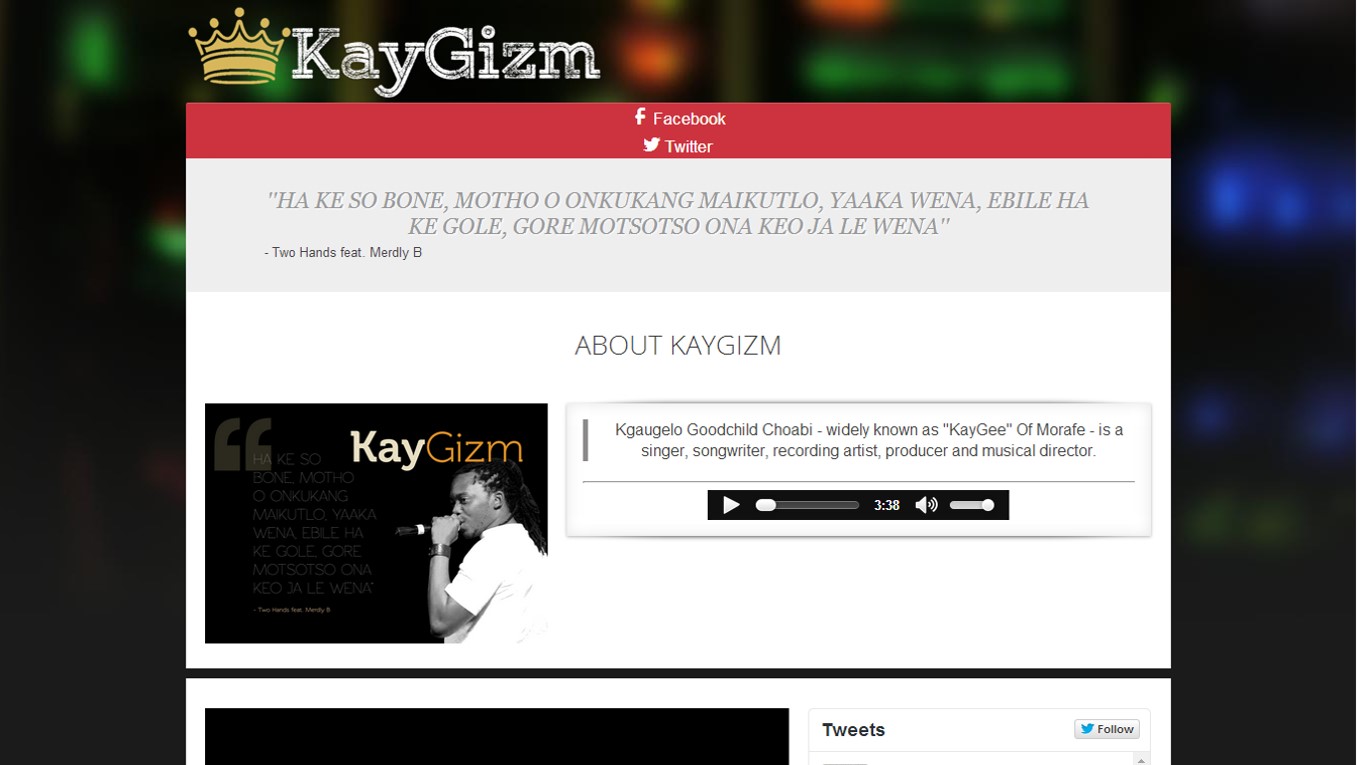 KayGizm
Facebook
Twitter
"HA KE SO BONE, MOTHO O ONKUKANG MAIKUTLO, YAAKA WENA, EBILE HA
KE GOLE, GORE MOTSOTSO ONA KEO JA LE WENA"
- Two Hands feat. Merdly B
ABOUT KAYGIZM
KayGizm
HA KE SO
BONE, MOTHO
O ONKUKANG
MAIKUTLO, YAAKA
WENA, EBILE HA
KE GOLE, GORE
MOTSOTSO ONA
KEO JA LE WENA"
- Two Hands feat. Merdly B
Kgaugelo Goodchild Choabi - widely known as "KayGee" Of Morafe - is a
singer, songwriter, recording artist, producer and musical director.
3:38
Tweets
Follow